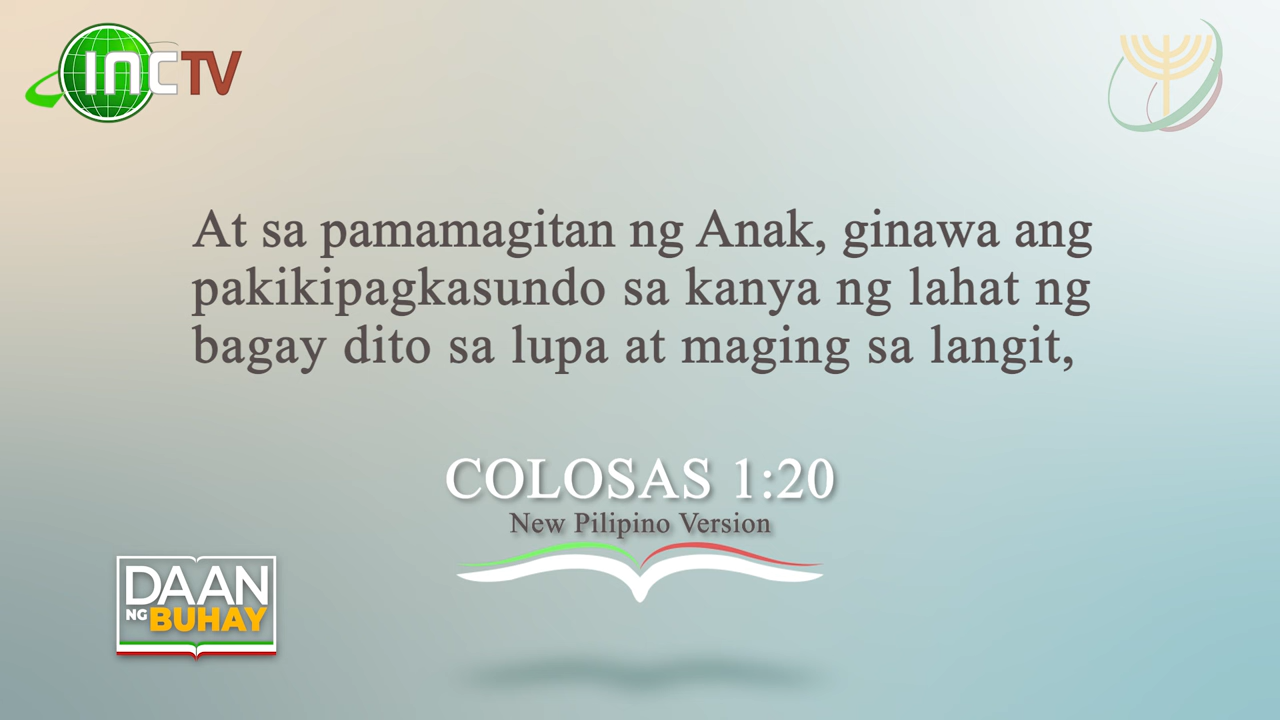 INCTV
At sa pamamagitan ng Anak, ginawa ang
pakikipagkasundo sa kanya ng lahat ng
bagay dito sa lupa at maging sa langit,
COLOSAS 1:20
New Pilipino Version
DAAN
NG BUHAY